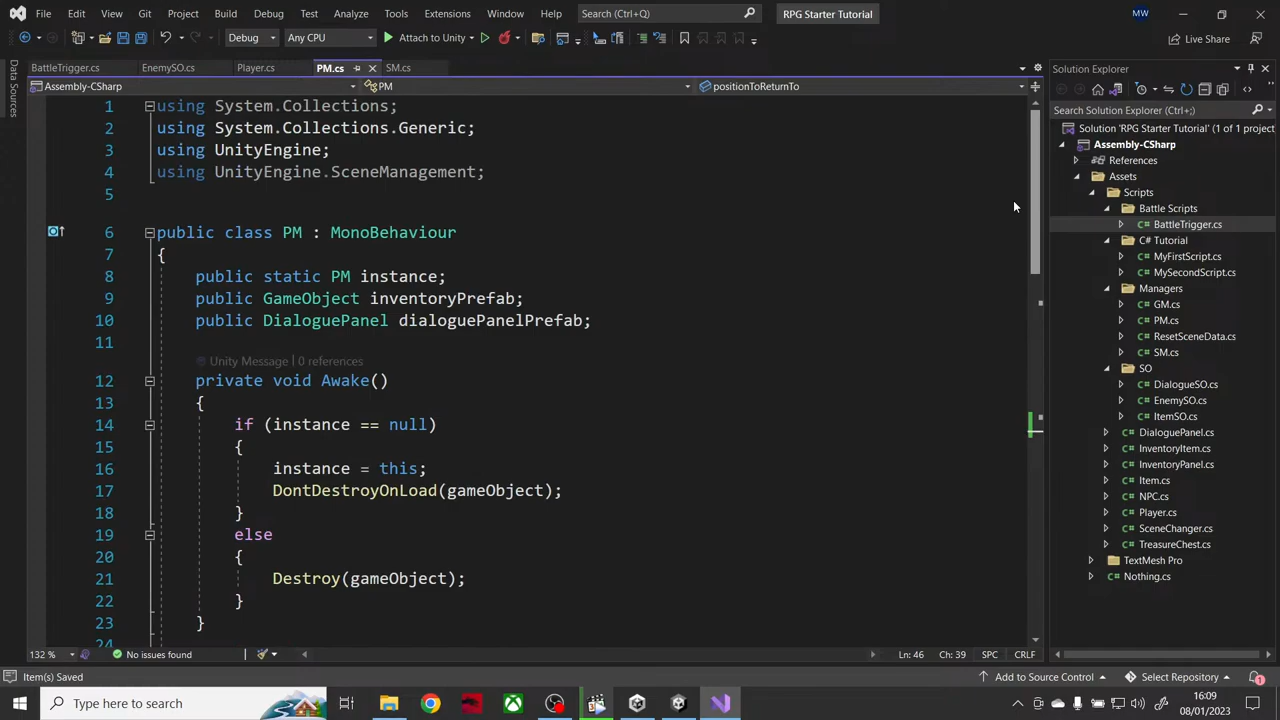 File Edit View Git Project Build Debug Test Analyze Tools Extensions Window Help Search (Ctrl+Q) RPG Starter Tutorial MW
Debug Any CPU Attach to Unity Live Share
Data Sources
BattleTrigger.cs EnemySO.cs Player.cs PM.cs SM.cs
Assembly-CSharp PM positionToReturnTo
1 using System.Collections;
2 using System.Collections.Generic;
3 using UnityEngine;
4 using UnityEngine.SceneManagement;
5
6 public class PM : MonoBehaviour
7 {
8 public static PM instance;
9 public GameObject inventoryPrefab;
10 public DialoguePanel dialoguePanelPrefab;
11
Unity Message | 0 references
12 private void Awake()
13 {
14 if (instance == null)
15 {
16 instance = this;
17 DontDestroyOnLoad(gameObject);
18 }
19 else
20 {
21 Destroy(gameObject);
22 }
23 }
24
132 % No issues found Ln: 46 Ch: 39 SPC CRLF
Solution Explorer
Search Solution Explorer (Ctrl+;)
Solution 'RPG Starter Tutorial' (1 of 1 project
Assembly-CSharp
References
Assets
Scripts
Battle Scripts
C# BattleTrigger.cs
C# Tutorial
C# MyFirstScript.cs
C# MySecondScript.cs
Managers
C# GM.cs
C# PM.cs
C# ResetSceneData.cs
C# SM.cs
SO
C# DialogueSO.cs
C# EnemySO.cs
C# ItemSO.cs
C# DialoguePanel.cs
C# InventoryItem.cs
C# InventoryPanel.cs
C# Item.cs
C# NPC.cs
C# Player.cs
C# SceneChanger.cs
C# TreasureChest.cs
TextMesh Pro
C# Nothing.cs
Item(s) Saved Add to Source Control Select Repository 1
Type here to search 16:09
08/01/2023